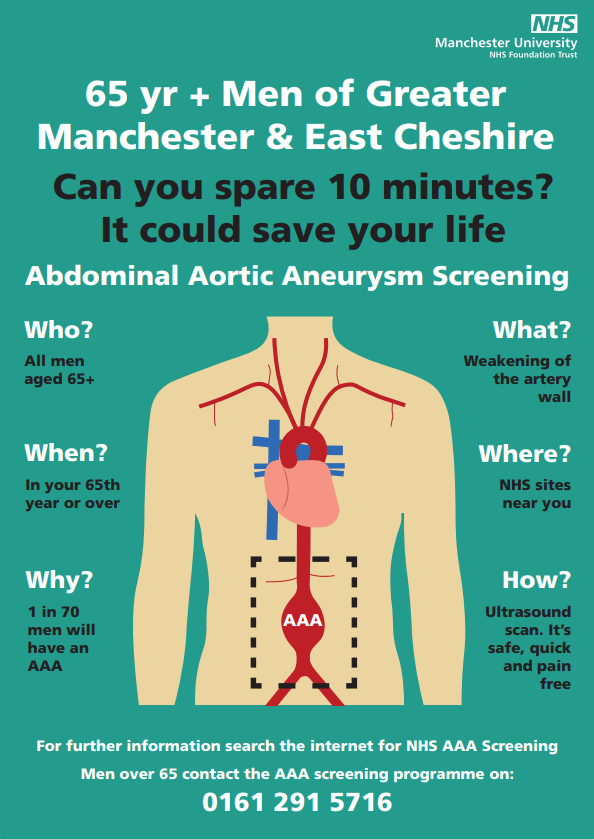 NHS
Manchester University
NHS Foundation Trust
65 yr + Men of Greater
Manchester & East Cheshire
Can you spare 10 minutes?
It could save your life
Abdominal Aortic Aneurysm Screening
Who?
All men
aged 65+
What?
Weakening of
the artery
wall
When?
In your 65th
year or over
Where?
NHS sites
near you
Why?
1 in 70
men will
have an
AAA
How?
Ultrasound
scan. It's
safe, quick
and pain
free
AAA
For further information search the internet for NHS AAA Screening
Men over 65 contact the AAA screening programme on:
0161 291 5716